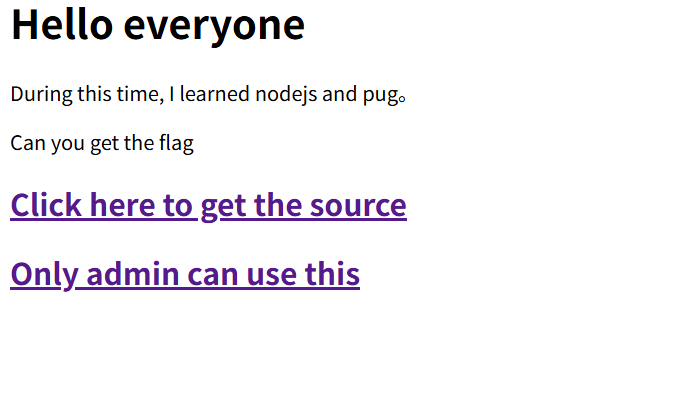 Hello everyone
During this time, I learned nodejs and pug。
Can you get the flag
Click here to get the source
Only admin can use this